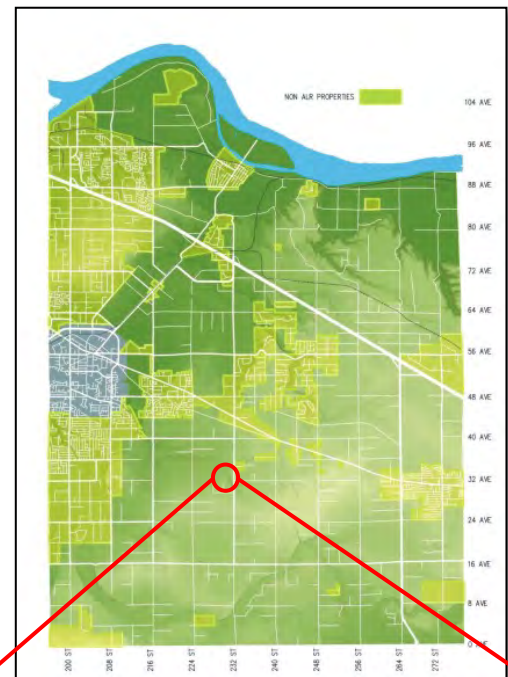 NON ALR PROPERTIES
104 AVE
96 AVE
88 AVE
80 AVE
72 AVE
64 AVE
56 AVE
48 AVE
40 AVE
32 AVE
24 AVE
16 AVE
8 AVE
0 AVE
200 ST
208 ST
216 ST
224 ST
232 ST
240 ST
248 ST
256 ST
264 ST
272 ST